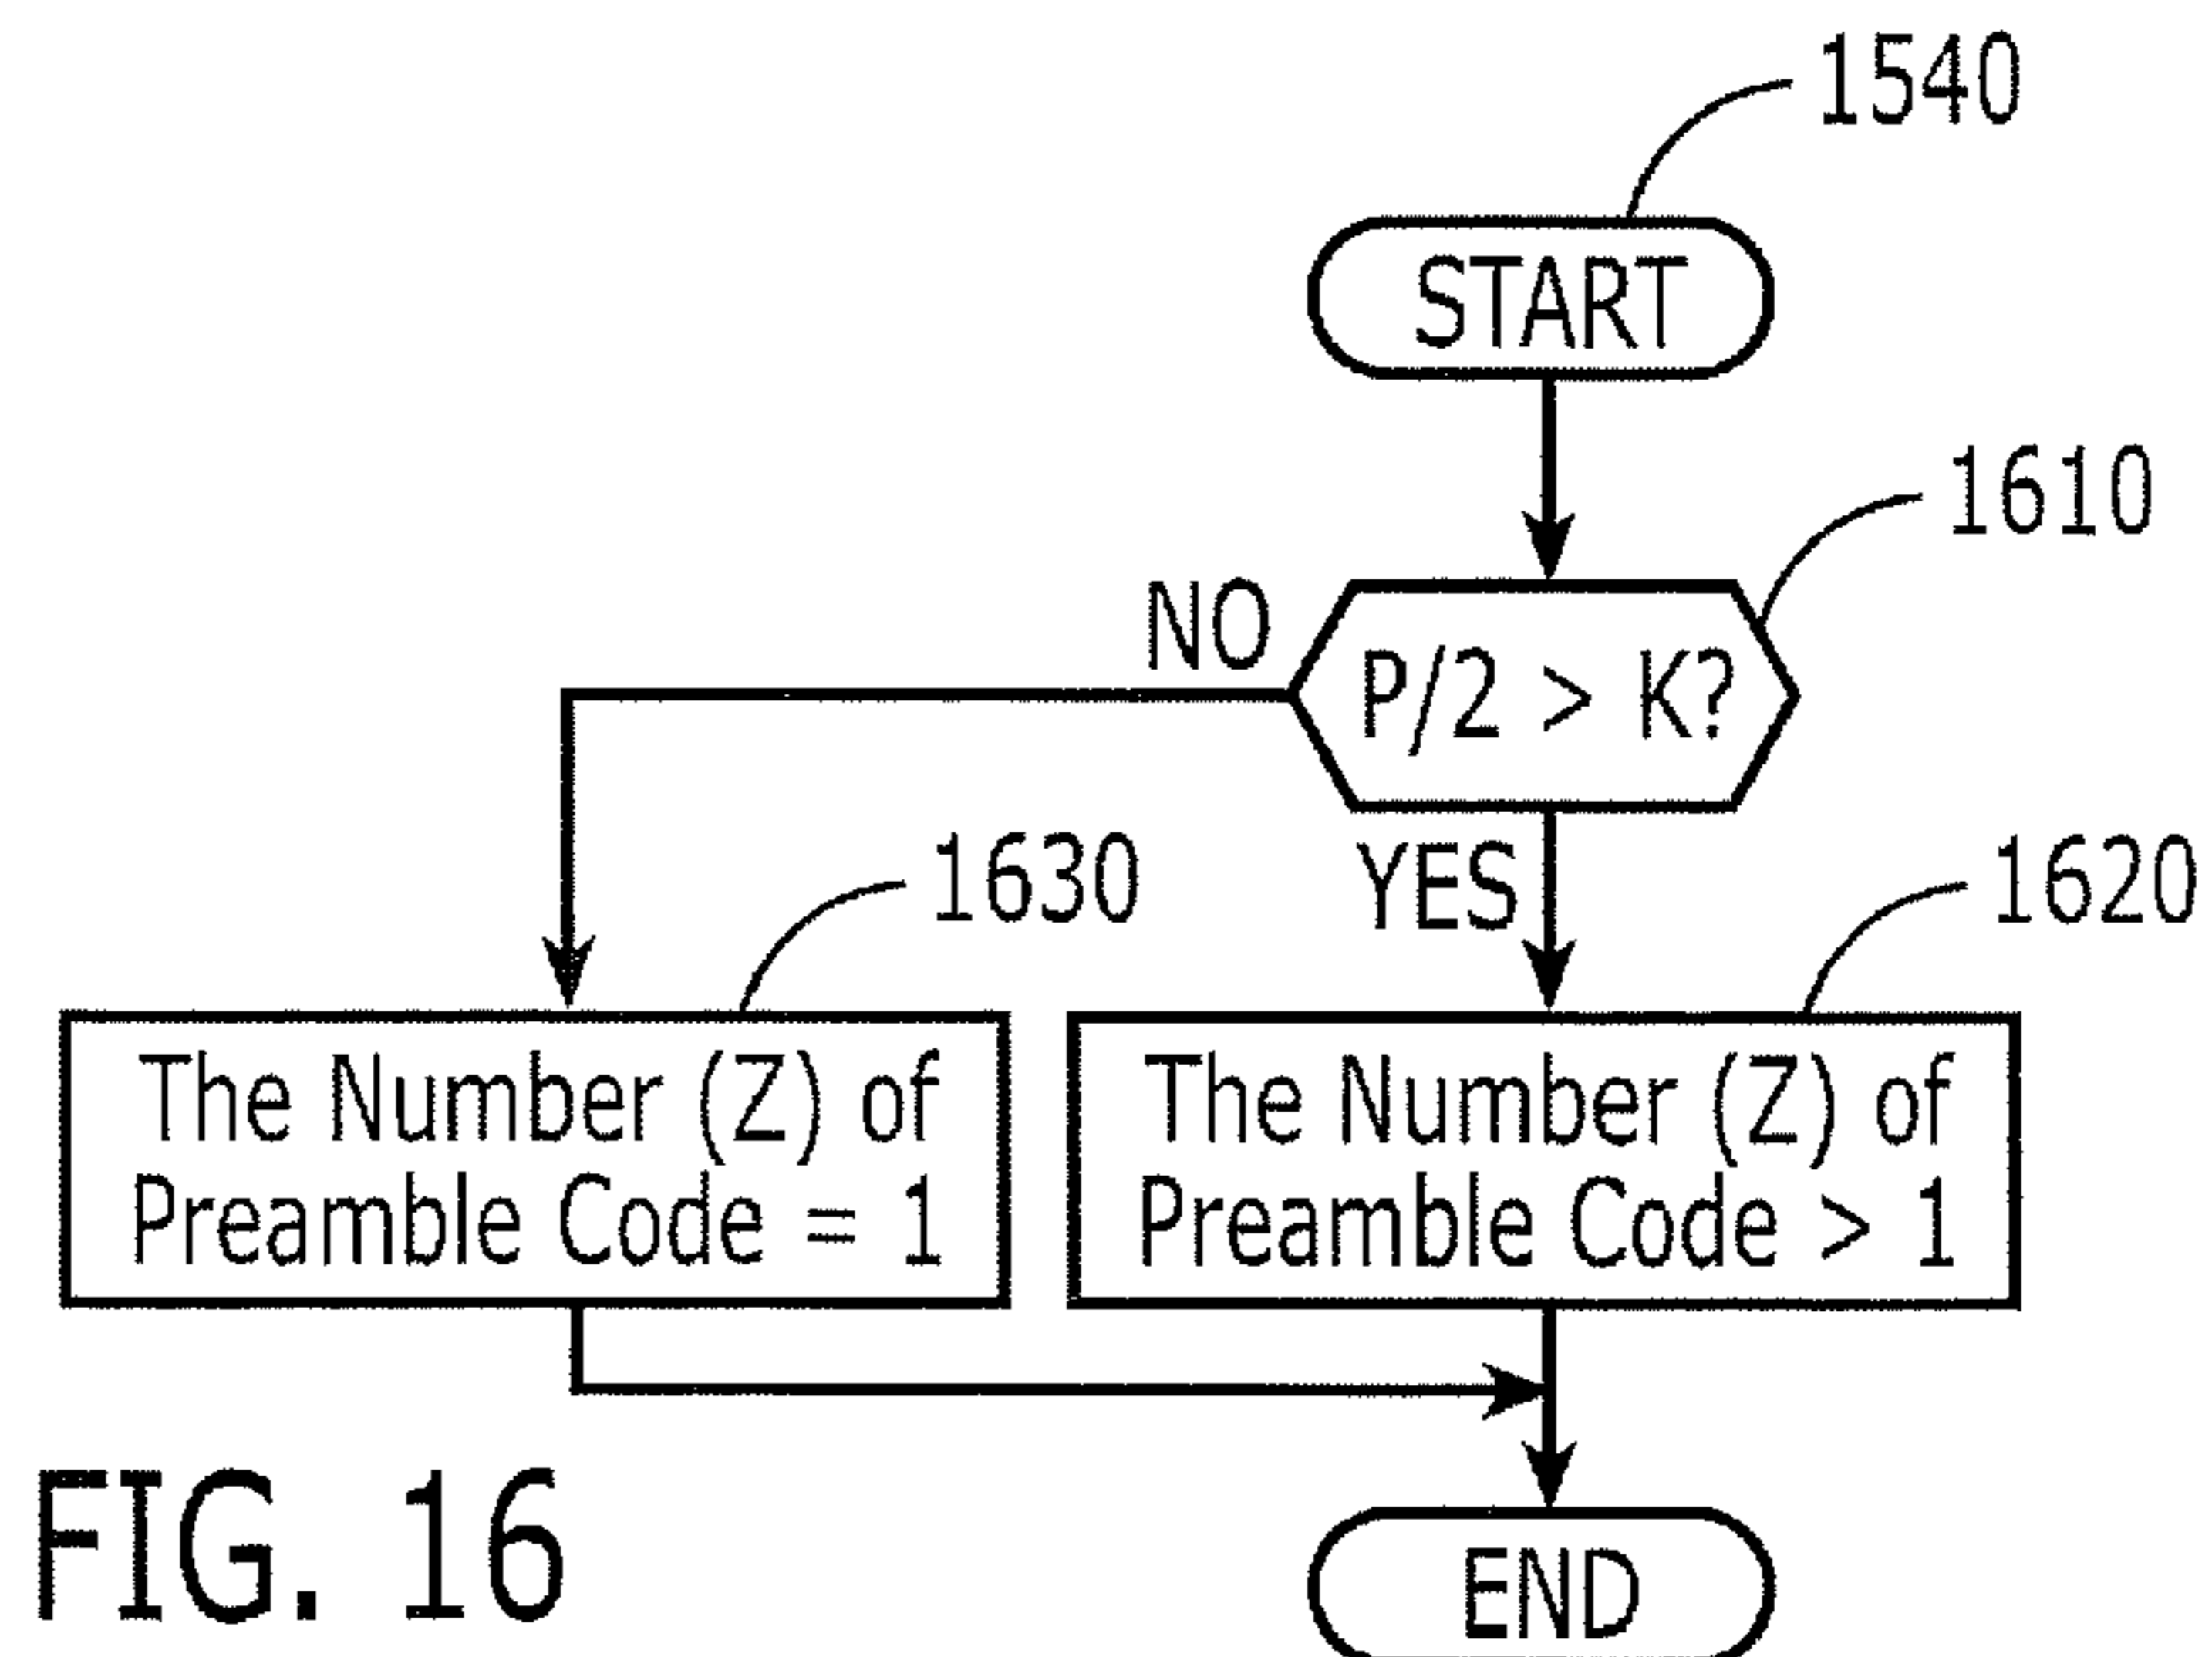 1540
START
1610
NO
P/2 > K?
YES
1630
1620
The Number (Z) of
Preamble Code = 1
The Number (Z) of
Preamble Code > 1
FIG. 16
END